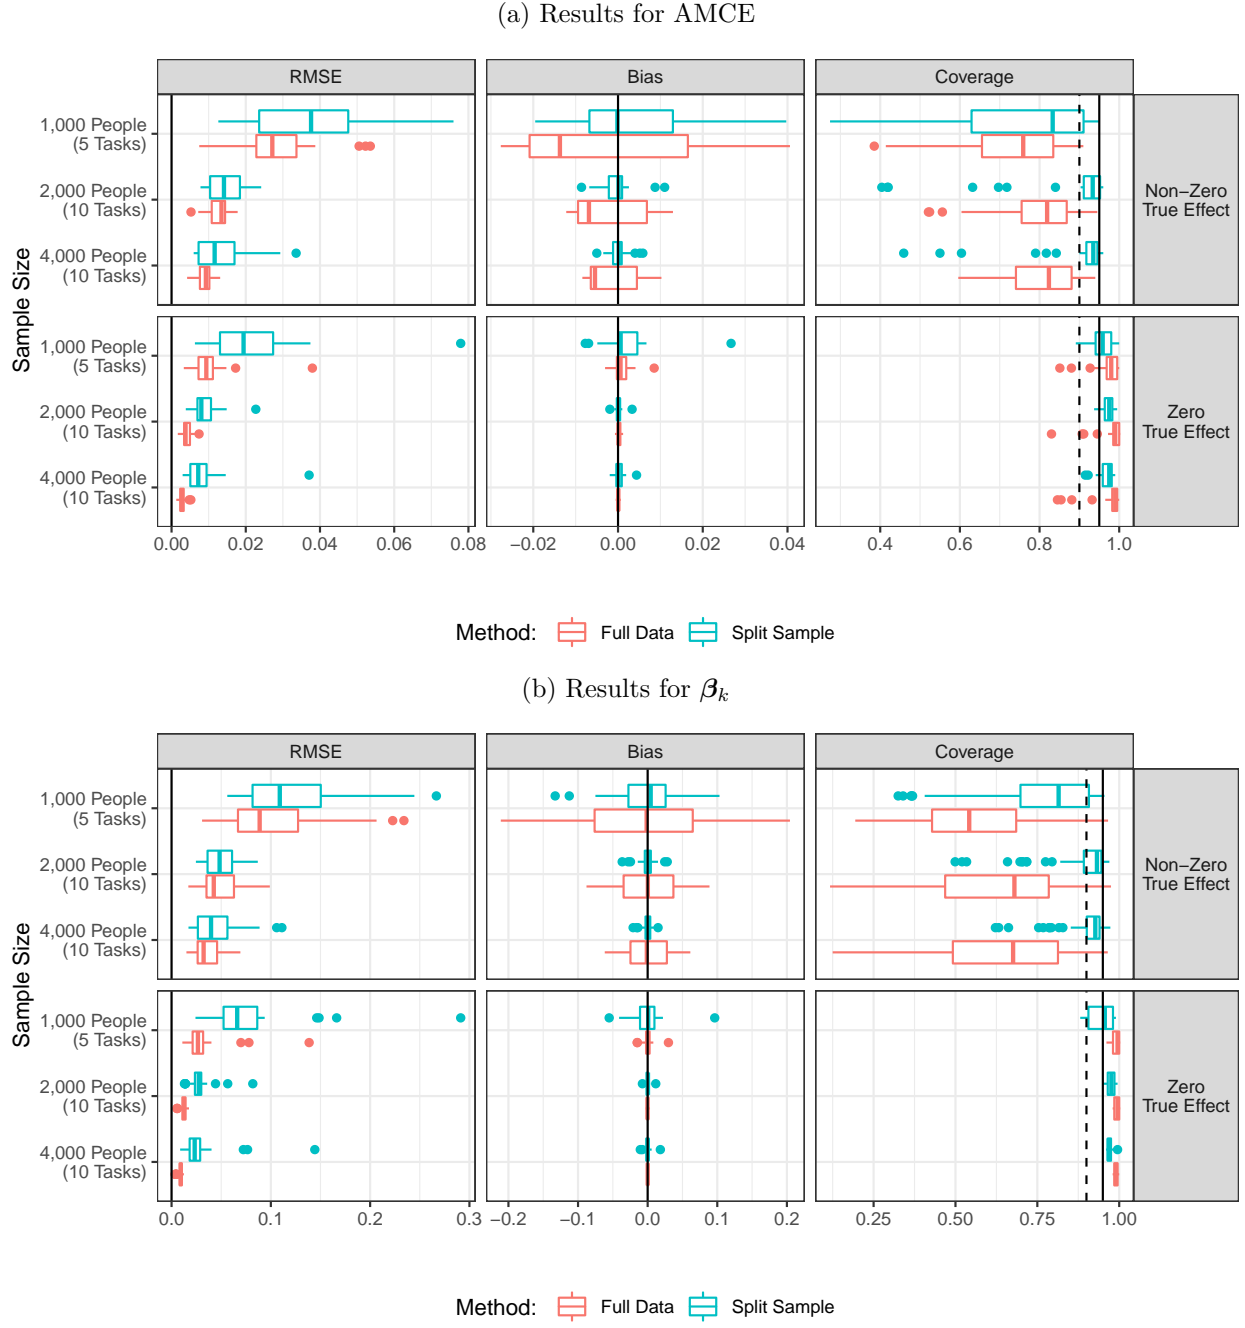 (a) Results for AMCE
RMSE Bias Coverage
Sample Size
1,000 People
(5 Tasks)
2,000 People
(10 Tasks)
4,000 People
(10 Tasks)
Non−Zero
True Effect
1,000 People
(5 Tasks)
2,000 People
(10 Tasks)
4,000 People
(10 Tasks)
Zero
True Effect
0.00 0.02 0.04 0.06 0.08 −0.02 0.00 0.02 0.04 0.4 0.6 0.8 1.0
Method: Full Data Split Sample
(b) Results for βk
RMSE Bias Coverage
Sample Size
1,000 People
(5 Tasks)
2,000 People
(10 Tasks)
4,000 People
(10 Tasks)
Non−Zero
True Effect
1,000 People
(5 Tasks)
2,000 People
(10 Tasks)
4,000 People
(10 Tasks)
Zero
True Effect
0.0 0.1 0.2 0.3 −0.2 −0.1 0.0 0.1 0.2 0.25 0.50 0.75 1.00
Method: Full Data Split Sample